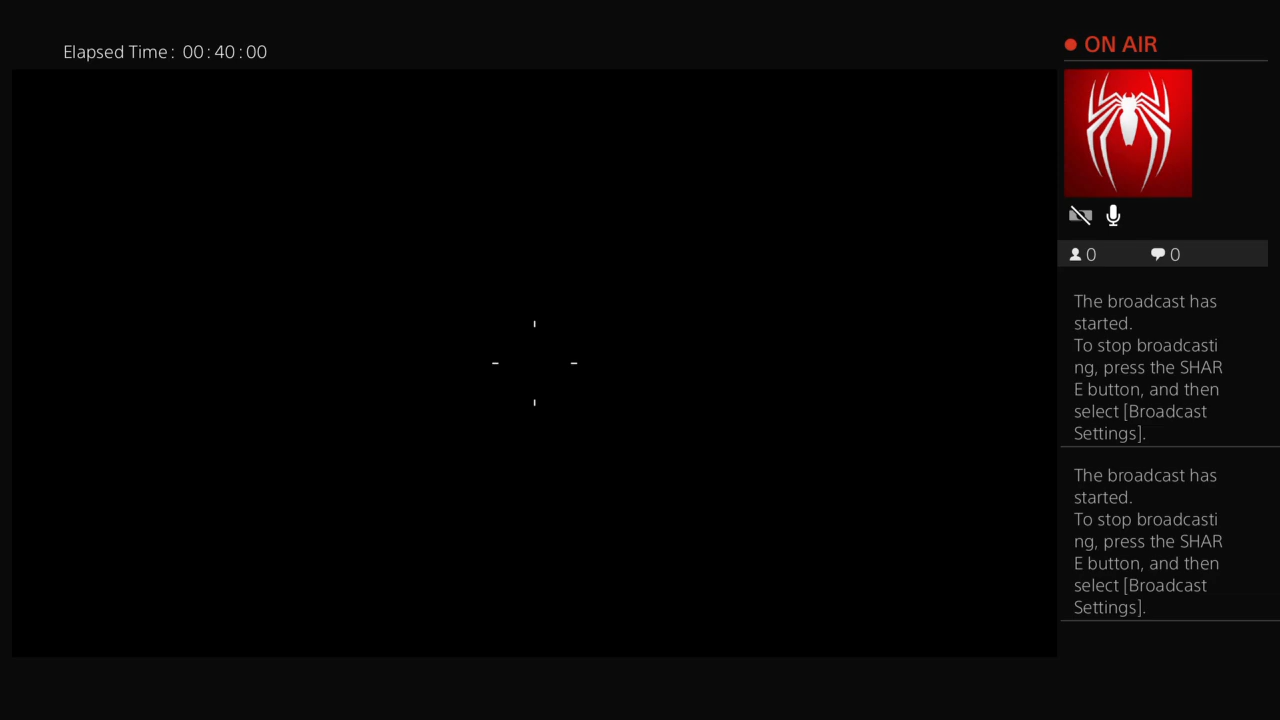 Elapsed Time: 00:40:00
ON AIR
0 0
The broadcast has
started.
To stop broadcasti
ng, press the SHAR
E button, and then
select [Broadcast
Settings].
The broadcast has
started.
To stop broadcasti
ng, press the SHAR
E button, and then
select [Broadcast
Settings].